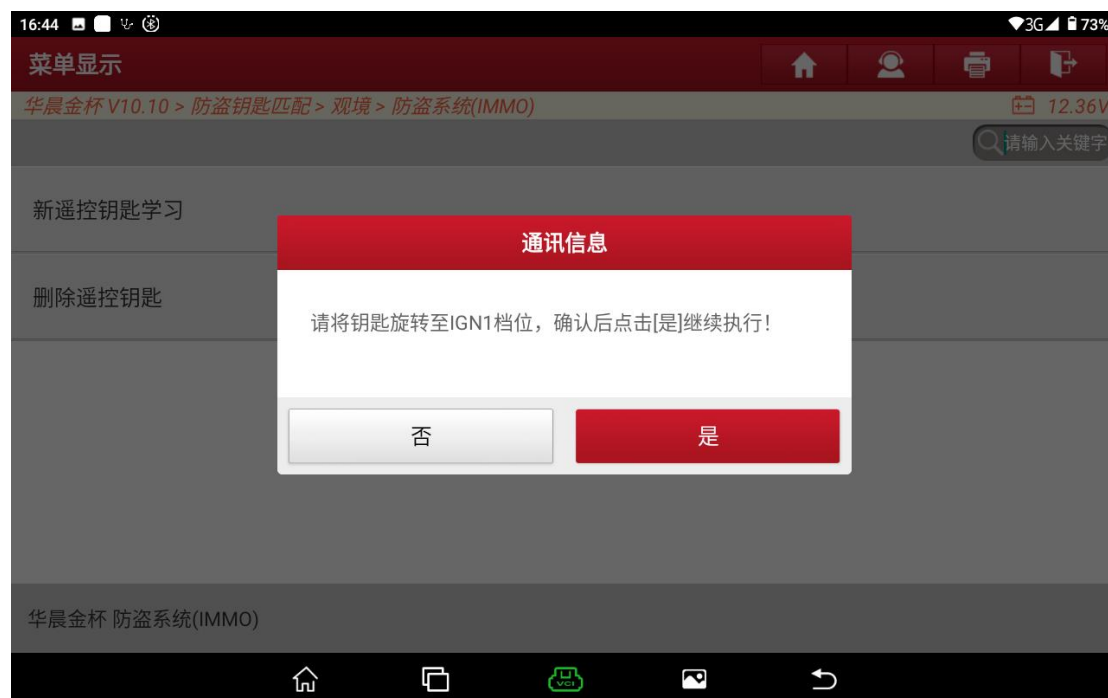 16:44
3G 73%
菜单显示
华晨金杯 V10.10 > 防盗钥匙匹配 > 观境 > 防盗系统(IMMO)
12.36V
请输入关键字
新遥控钥匙学习
通讯信息
删除遥控钥匙
请将钥匙旋转至IGN1档位，确认后点击[是]继续执行！
否
是
华晨金杯 防盗系统(IMMO)
VCI